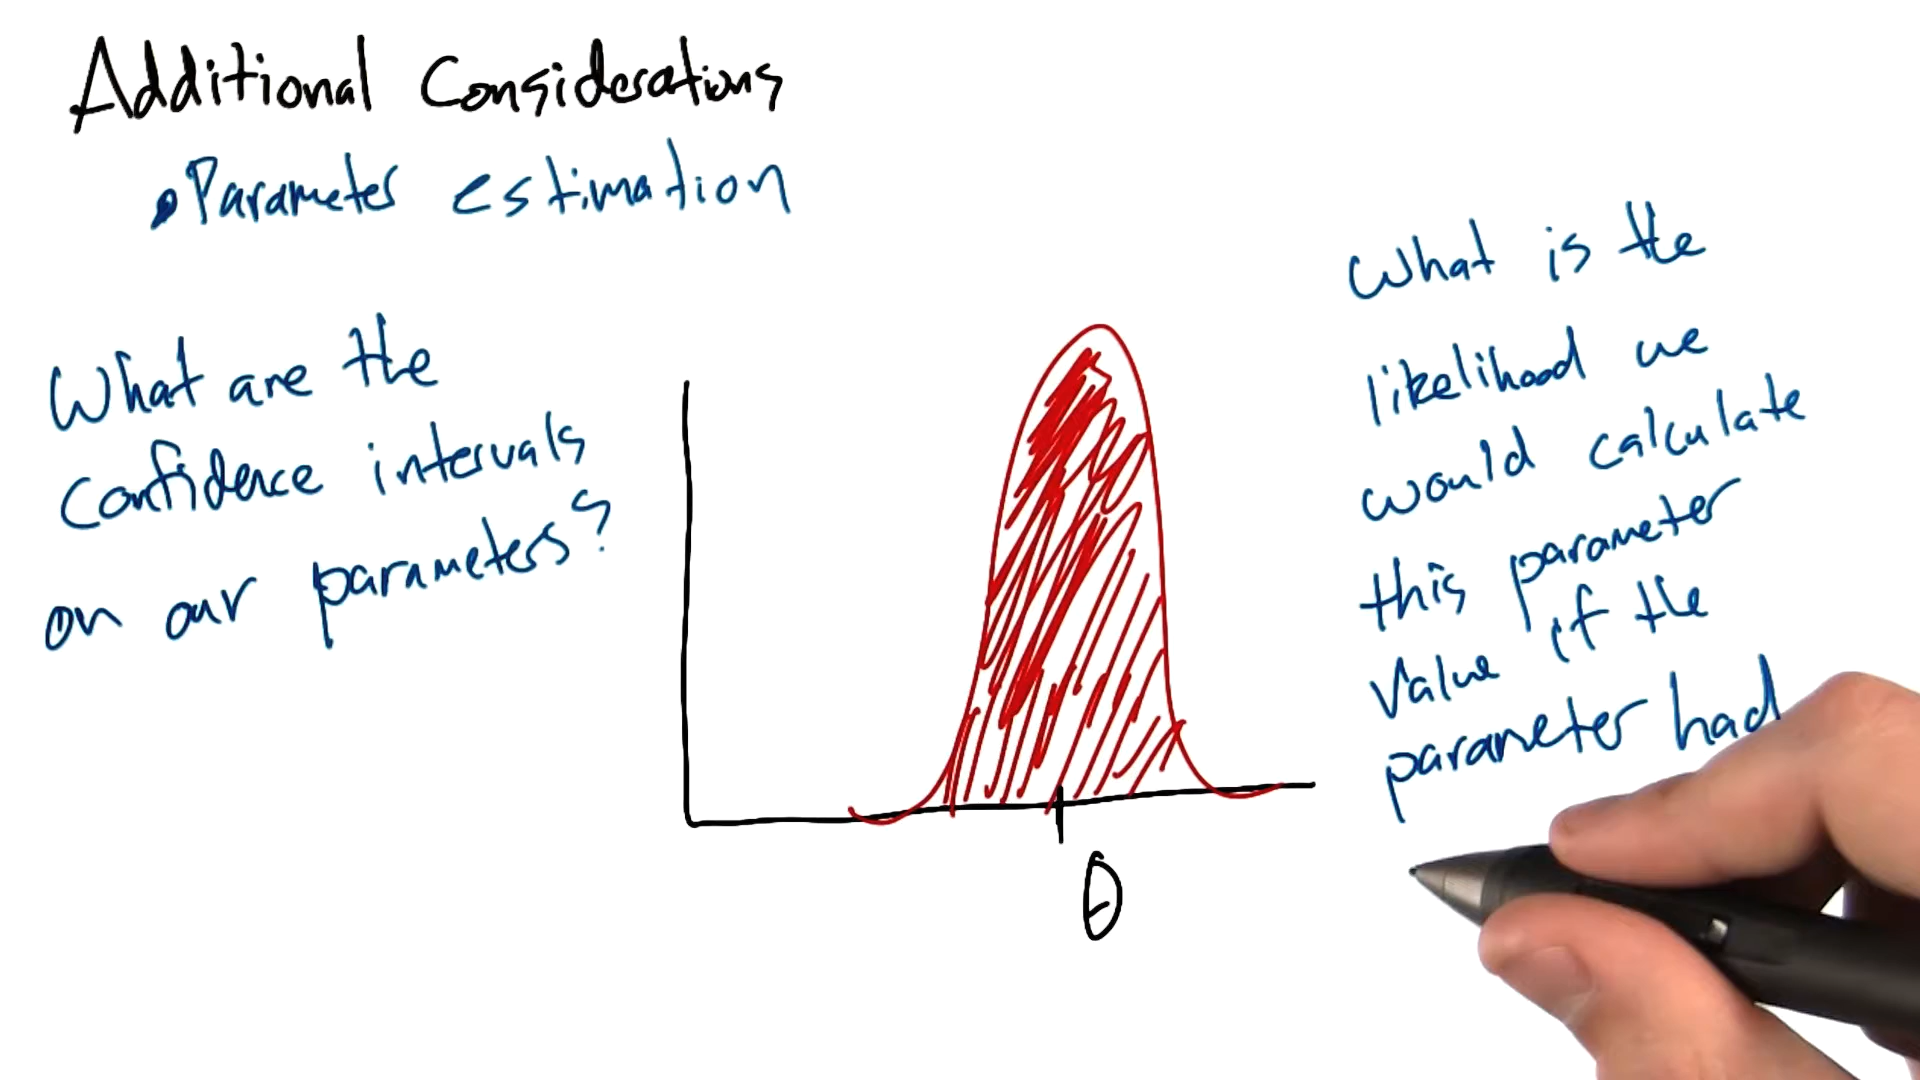 Additional Considerations
• Parameter estimation
What are the
confidence intervals
on our parameters?
θ
What is the
likelihood we
would calculate
this parameter
value if the
parameter had